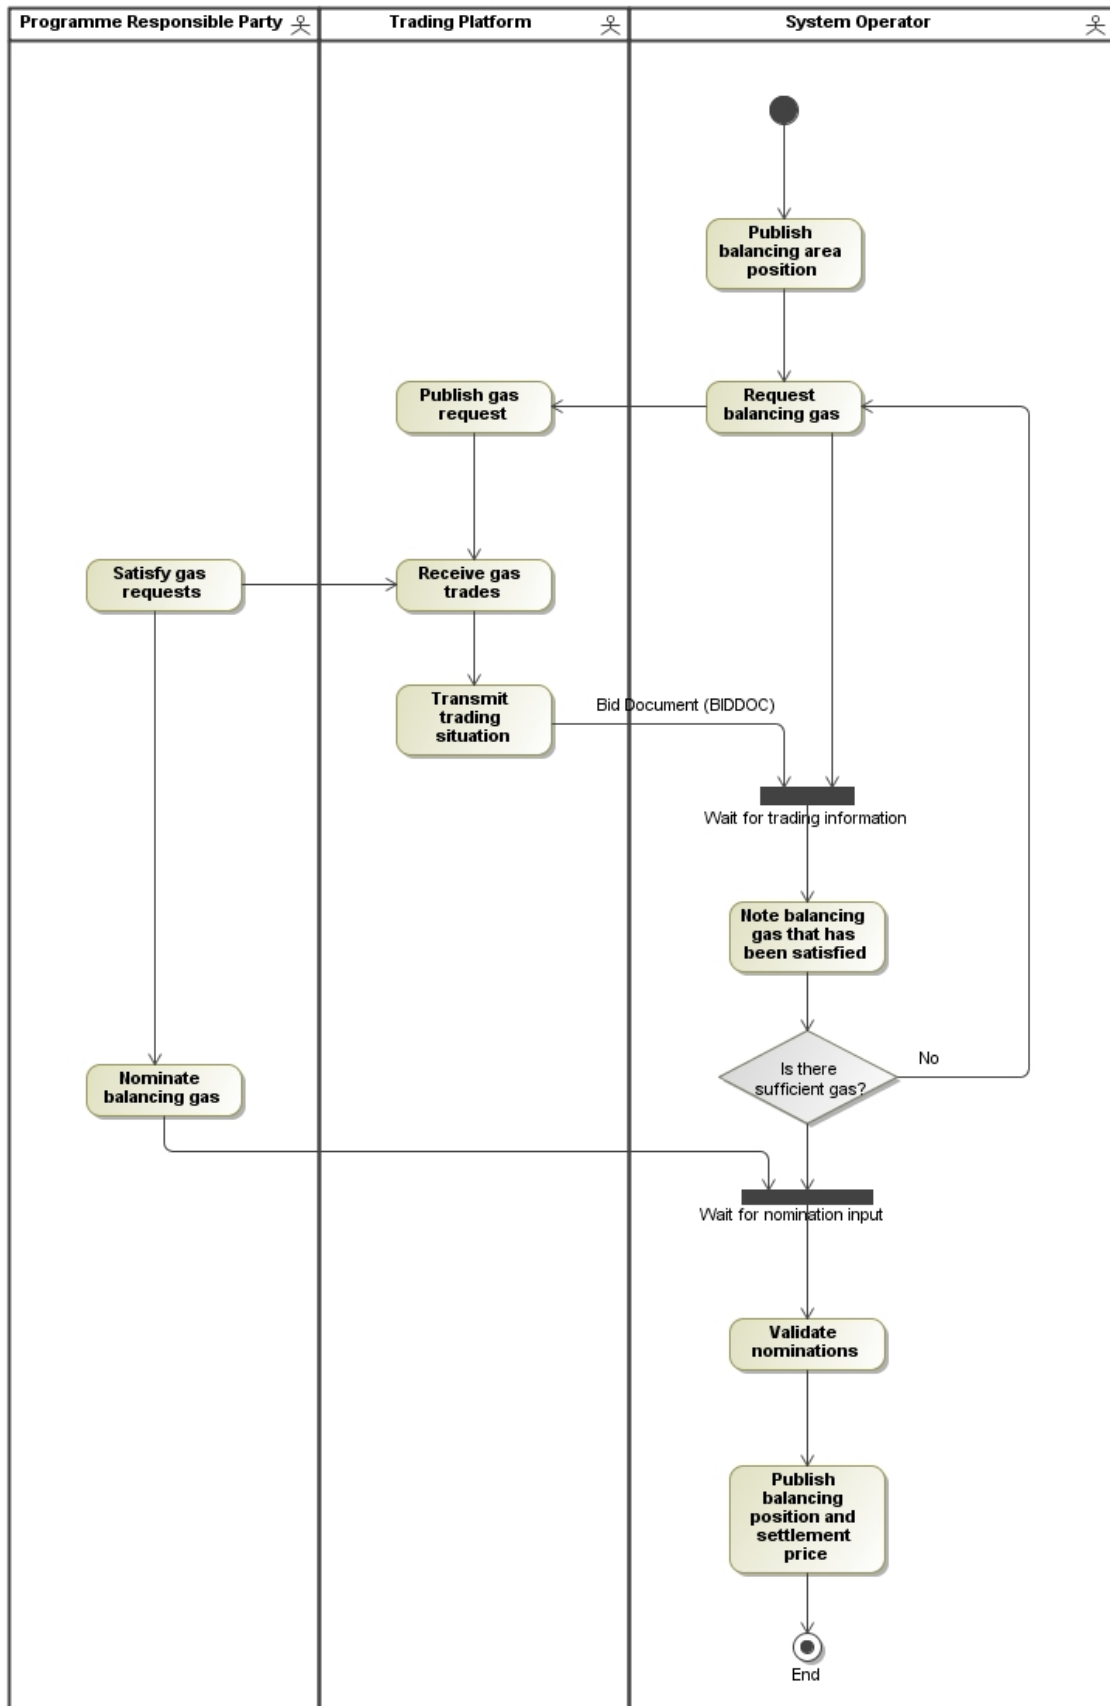 Programme Responsible Party
Trading Platform
System Operator
Publish
balancing area
position
Publish gas
request
Request
balancing gas
Satisfy gas
requests
Receive gas
trades
Transmit
trading
situation
Bid Document (BIDDOC)
Wait for trading information
Note balancing
gas that has
been satisfied
Is there
sufficient gas?
No
Nominate
balancing gas
Wait for nomination input
Validate
nominations
Publish
balancing
position and
settlement
price
End